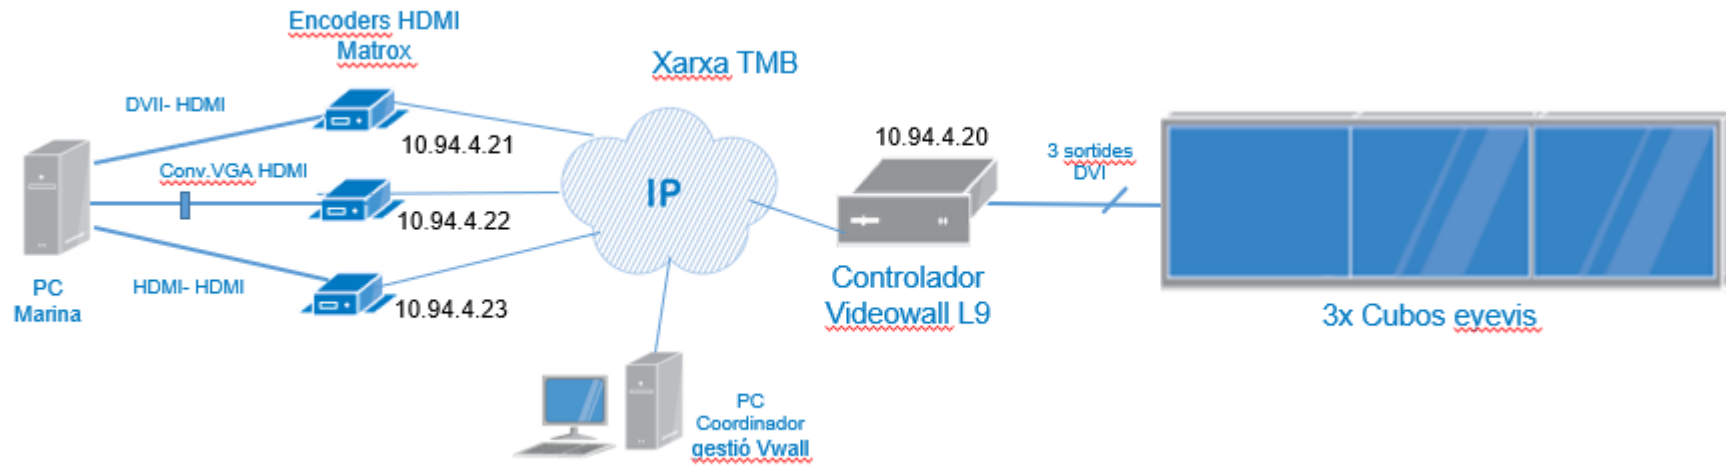 Encoders HDMI
Matrox
Xarxa TMB
DVII- HDMI
10.94.4.21
10.94.4.20
3 sortides
DVI
Conv.VGA HDMI
IP
10.94.4.22
PC
Marina
HDMI- HDMI
10.94.4.23
Controlador
Videowall L9
3x Cubos eyevis
PC
Coordinador
gestió Vwall